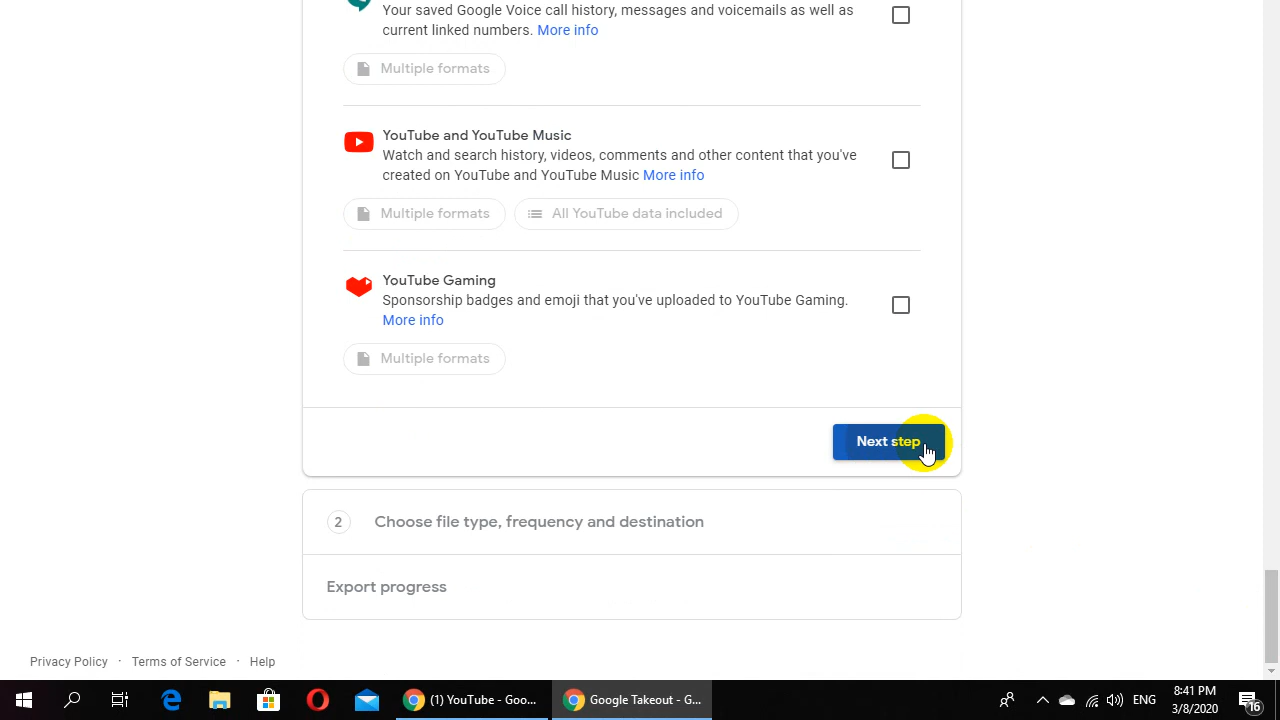 Your saved Google Voice call history, messages and voicemails as well as
current linked numbers. More info
Multiple formats
YouTube and YouTube Music
Watch and search history, videos, comments and other content that you've
created on YouTube and YouTube Music More info
Multiple formats
All YouTube data included
YouTube Gaming
Sponsorship badges and emoji that you've uploaded to YouTube Gaming.
More info
Multiple formats
Next step
2 Choose file type, frequency and destination
Export progress
Privacy Policy · Terms of Service · Help
(1) YouTube - Goo...
Google Takeout - G...
ENG
8:41 PM
3/8/2020
16